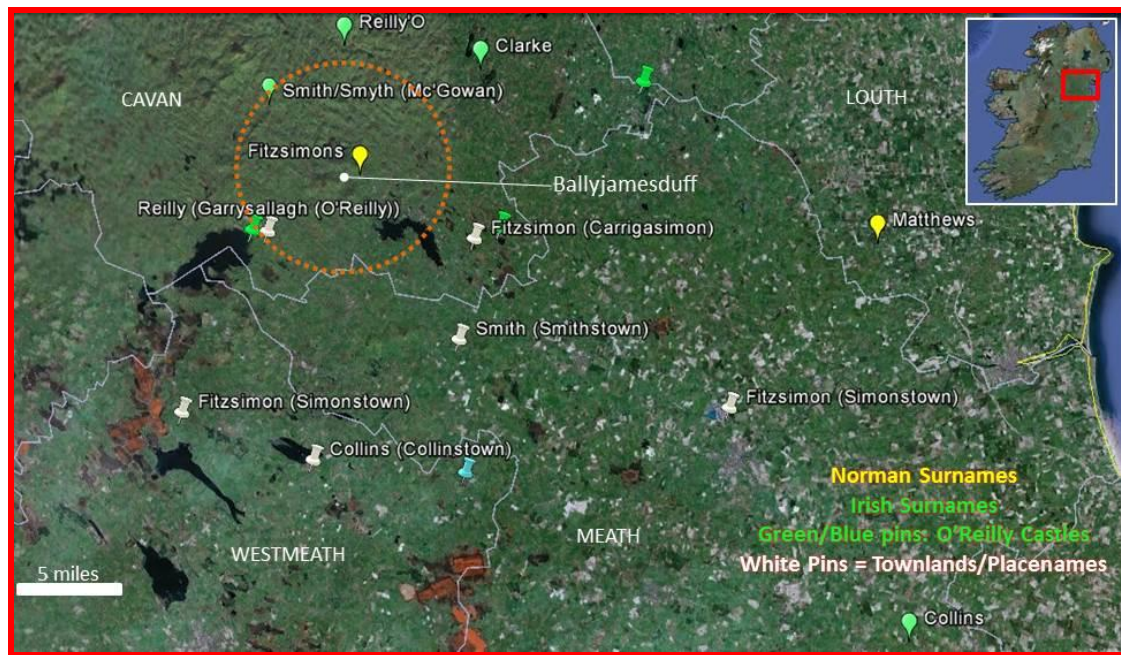 Reilly'O
Clarke
CAVAN
Smith/Smyth (Mc'Gowan)
LOUTH
Fitzsimons
Ballyjamesduff
Reilly (Garrysallagh (O'Reilly))
Fitzsimon (Carrigasimon)
Matthews
Smith (Smithstown)
Fitzsimon (Simonstown)
Fitzsimon (Simonstown)
Collins (Collinstown)
Norman Surnames
Irish Surnames
Green/Blue pins: O'Reilly Castles
WESTMEATH
MEATH
White Pins = Townlands/Placenames
5 miles
Collins